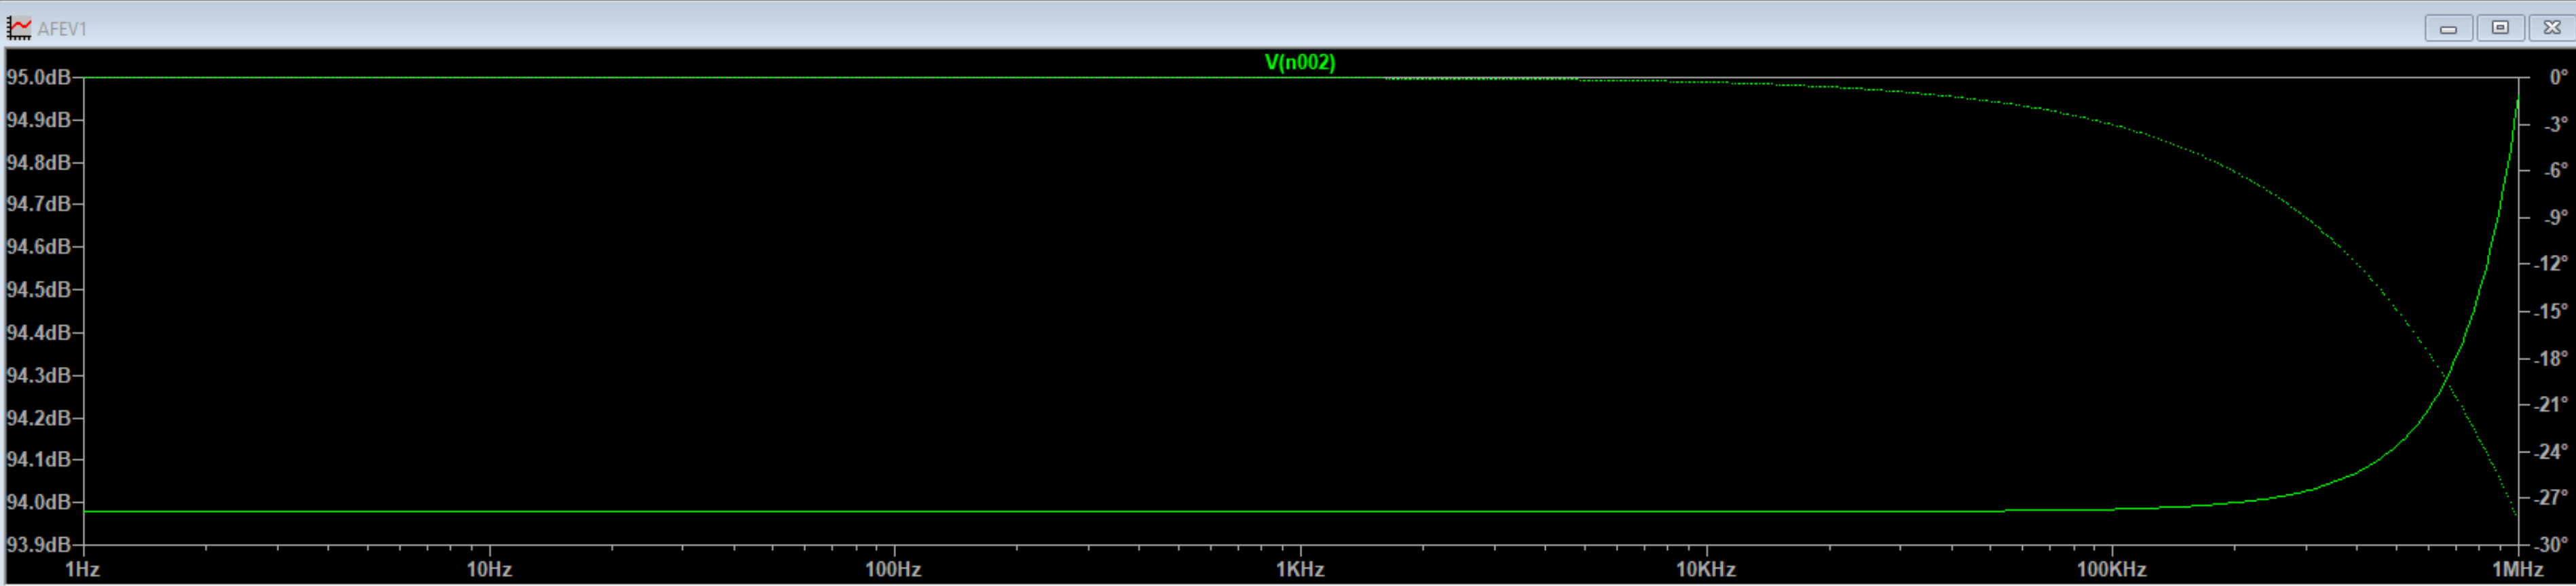 AFEV1
V(n002)
95.0dB
94.9dB
94.8dB
94.7dB
94.6dB
94.5dB
94.4dB
94.3dB
94.2dB
94.1dB
94.0dB
93.9dB
0°
-3°
-6°
-9°
-12°
-15°
-18°
-21°
-24°
-27°
-30°
1Hz 10Hz 100Hz 1KHz 10KHz 100KHz 1MHz